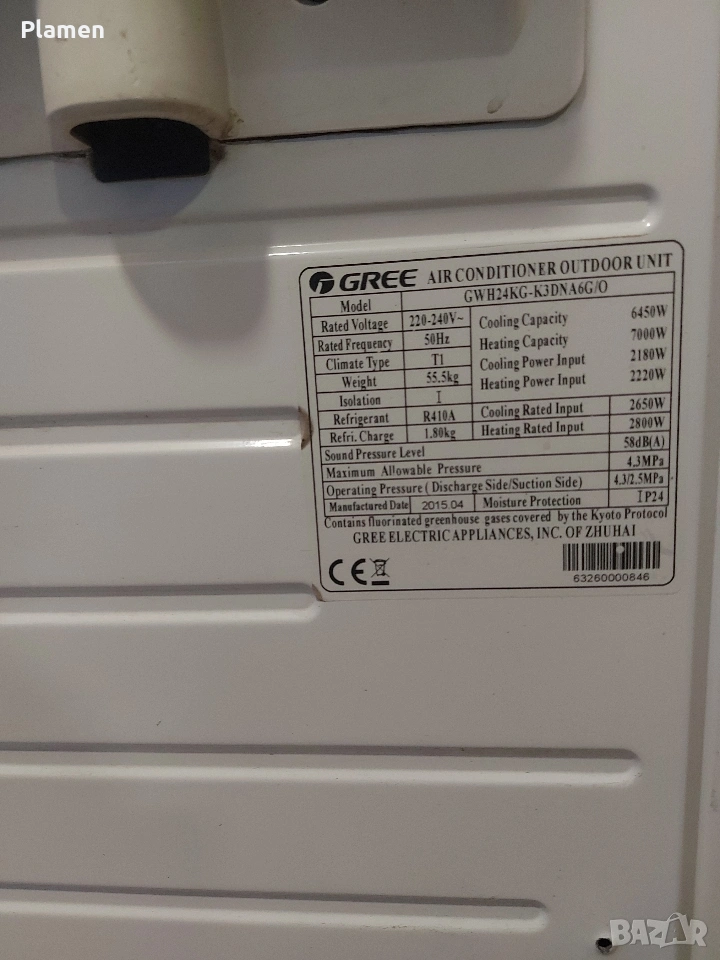 Plamen
GREE AIR CONDITIONER OUTDOOR UNIT
Model GWH24KG-K3DNA6G/O
Rated Voltage 220-240V~ Cooling Capacity 6450W
Rated Frequency 50Hz Heating Capacity 7000W
Climate Type T1 Cooling Power Input 2180W
Weight 55.5kg Heating Power Input 2220W
Isolation I
Refrigerant R410A Cooling Rated Input 2650W
Refri. Charge 1.80kg Heating Rated Input 2800W
Sound Pressure Level 58dB(A)
Maximum Allowable Pressure 4.3MPa
Operating Pressure ( Discharge Side/Suction Side) 4.3/2.5MPa
Manufactured Date 2015.04 Moisture Protection IP24
Contains fluorinated greenhouse gases covered by the Kyoto Protocol
GREE ELECTRIC APPLIANCES, INC. OF ZHUHAI
CE
63260000846
BAZAR